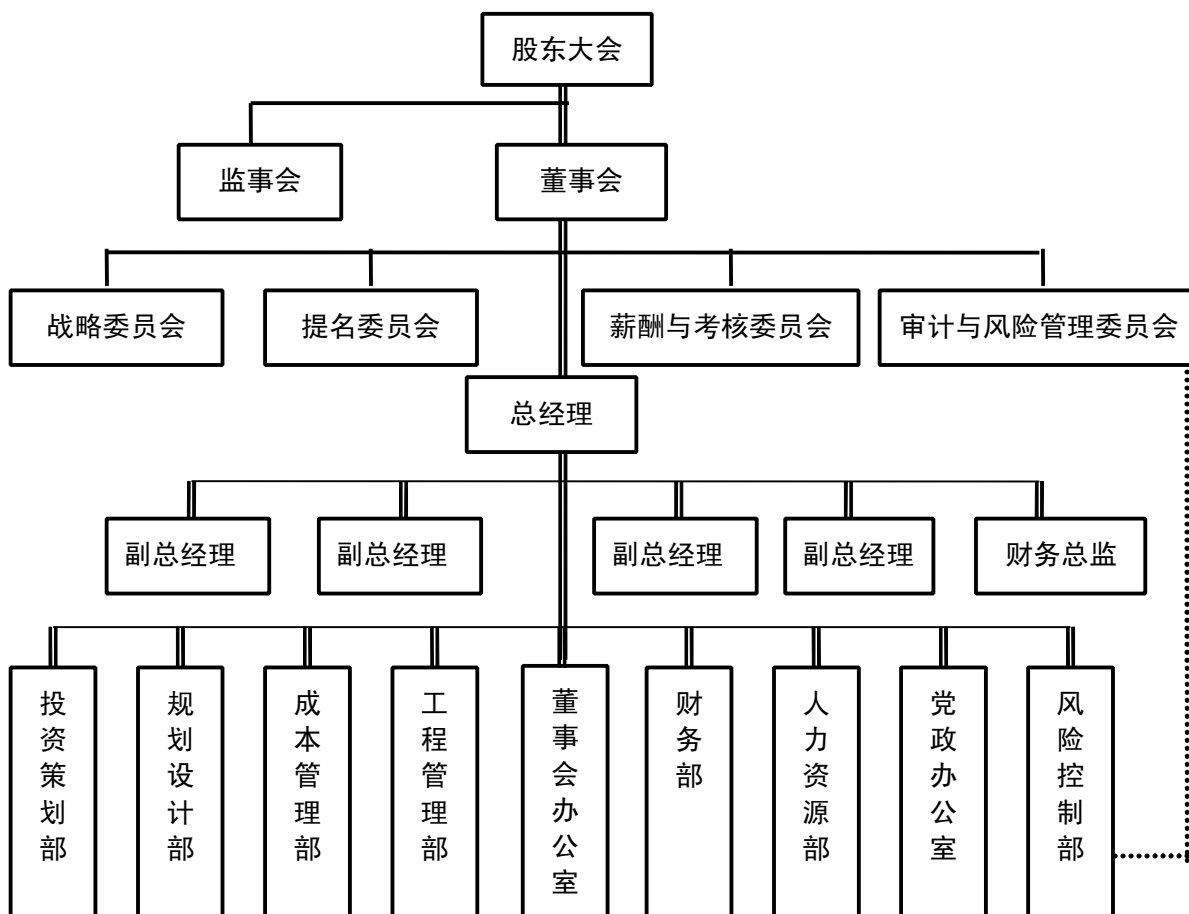 股东大会
监事会
董事会
战略委员会
提名委员会
薪酬与考核委员会
审计与风险管理委员会
总经理
副总经理
副总经理
副总经理
副总经理
财务总监
投资策划部
规划设计部
成本管理部
工程管理部
董事会办公室
财务部
人力资源部
党政办公室
风险控制部